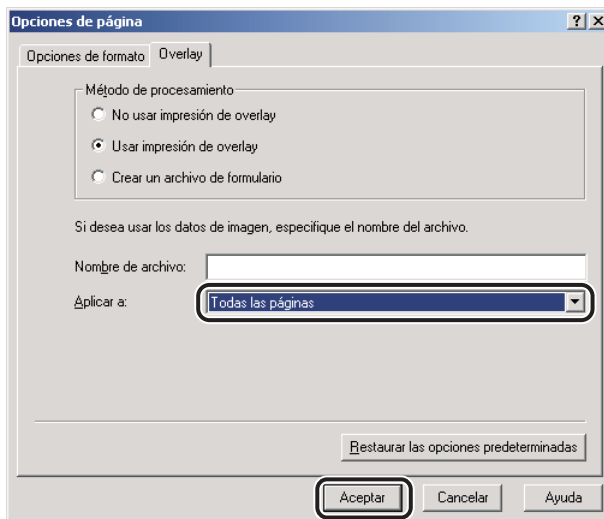 Opciones de página
Opciones de formato Overlay
Método de procesamiento
No usar impresión de overlay
Usar impresión de overlay
Crear un archivo de formulario
Si desea usar los datos de imagen, especifique el nombre del archivo.
Nombre de archivo:
Aplicar a: Todas las páginas
Restaurar las opciones predeterminadas
Aceptar Cancelar Ayuda